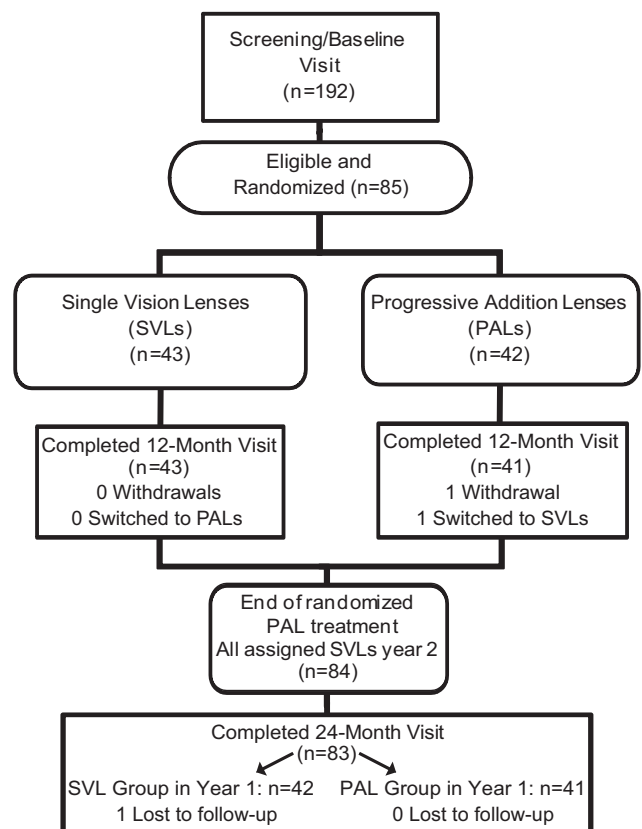 Screening/Baseline
Visit
(n=192)
Eligible and
Randomized (n=85)
Single Vision Lenses
(SVLs)
(n=43)
Progressive Addition Lenses
(PALs)
(n=42)
Completed 12-Month Visit
(n=43)
0 Withdrawals
0 Switched to PALs
Completed 12-Month Visit
(n=41)
1 Withdrawal
1 Switched to SVLs
End of randomized
PAL treatment
All assigned SVLs year 2
(n=84)
Completed 24-Month Visit
(n=83)
SVL Group in Year 1: n=42
1 Lost to follow-up
PAL Group in Year 1: n=41
0 Lost to follow-up